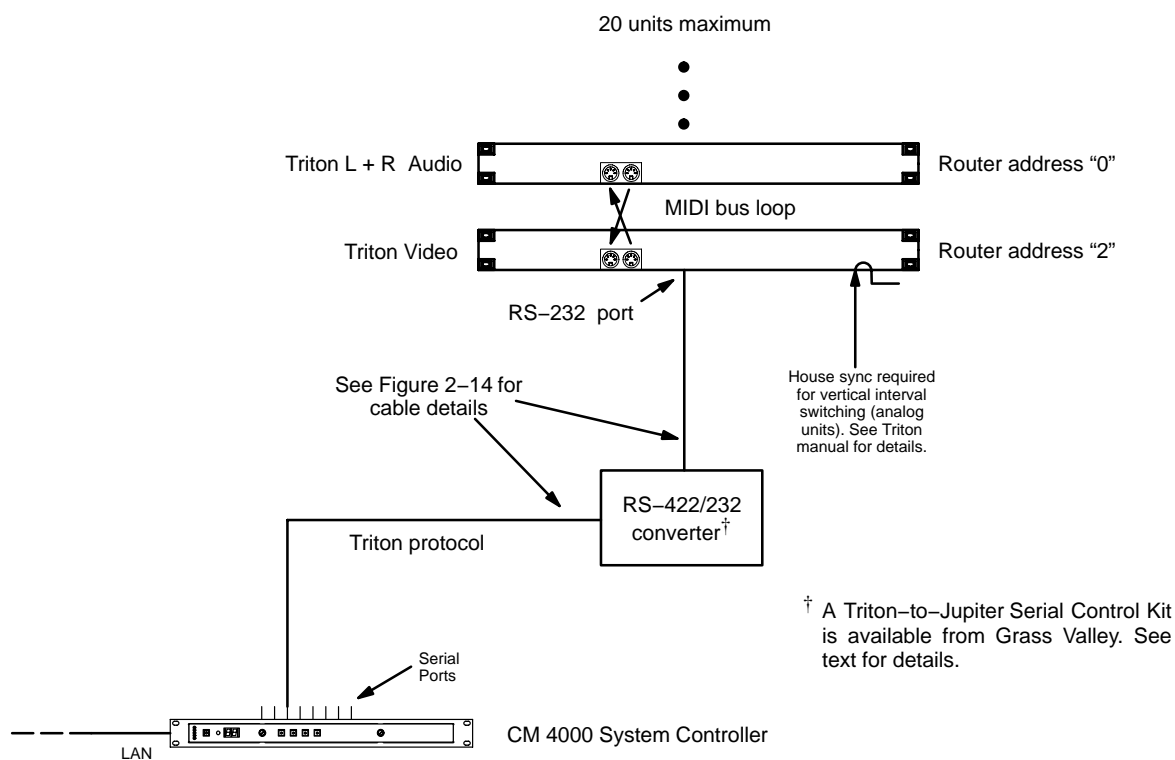 20 units maximum
Triton L + R Audio
Router address “0”
MIDI bus loop
Triton Video
Router address “2”
RS−232 port
See Figure 2−14 for
cable details
House sync required
for vertical interval
switching (analog
units). See Triton
manual for details.
RS−422/232
converter†
Triton protocol
† A Triton−to−Jupiter Serial Control Kit
is available from Grass Valley. See
text for details.
Serial
Ports
CM 4000 System Controller
LAN